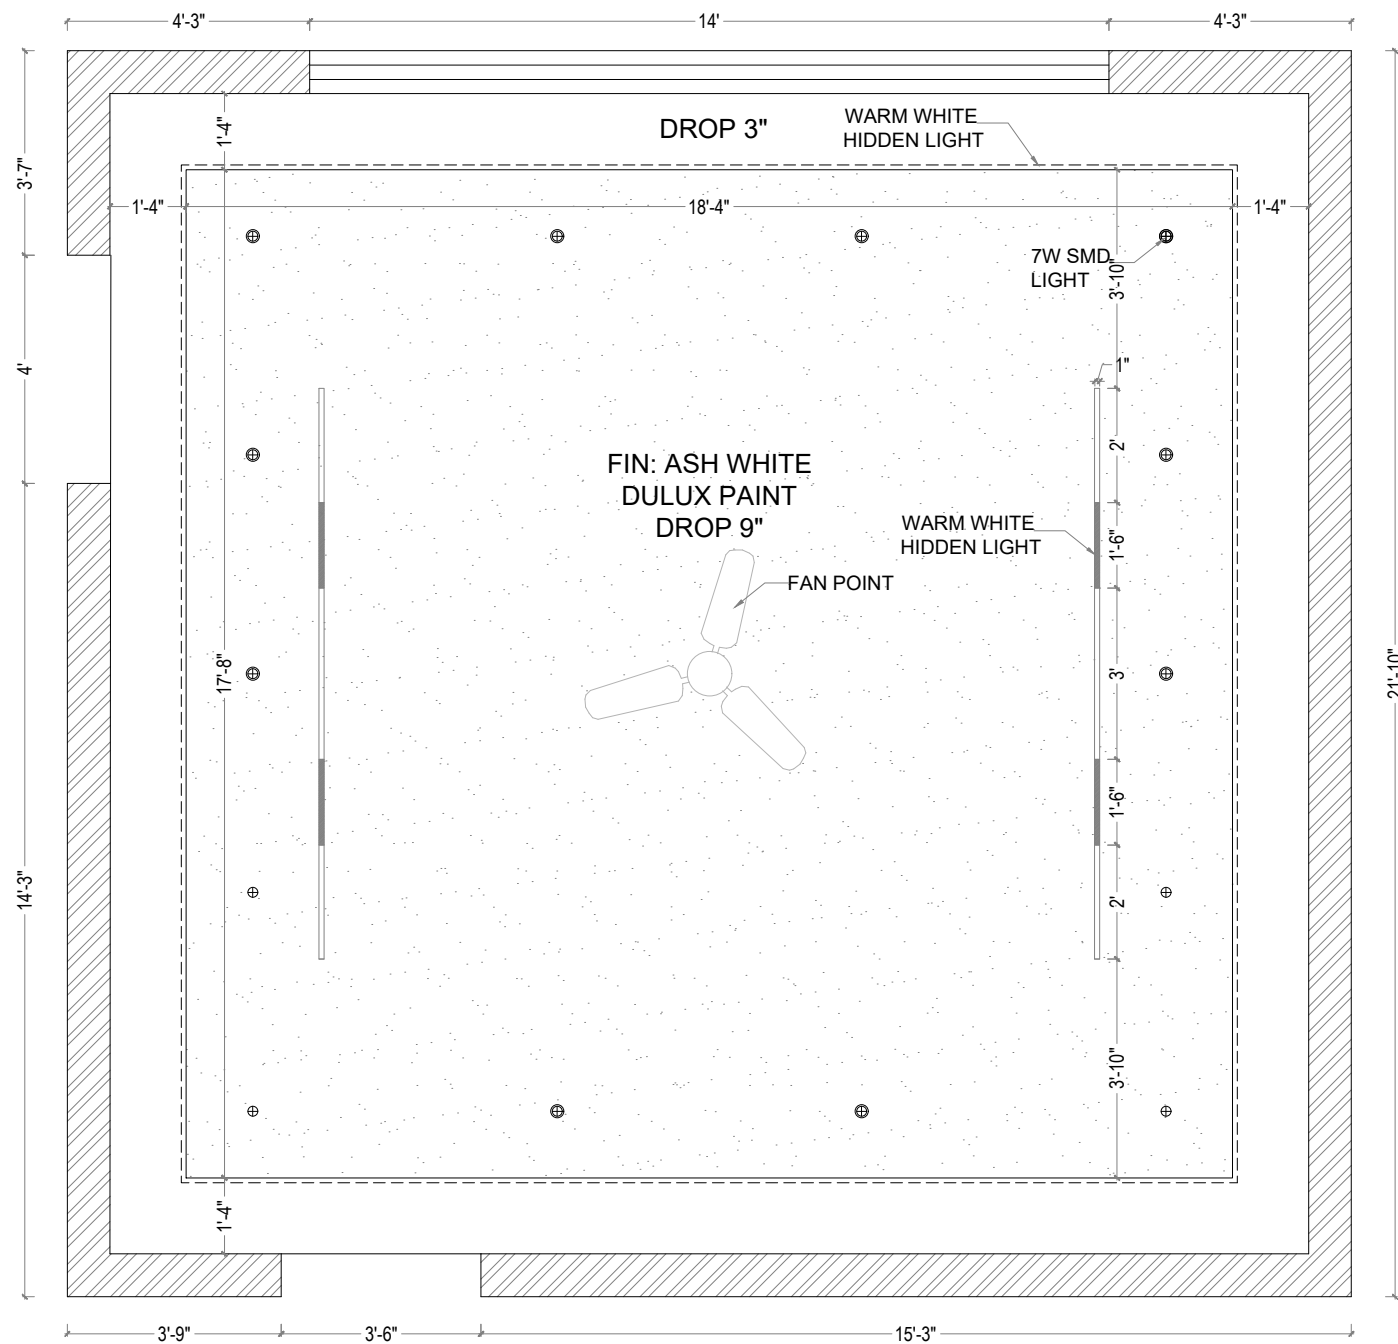 4'-3"
14'
4'-3"
1'-4"
DROP 3"
WARM WHITE
HIDDEN LIGHT
3'-7"
1'-4"
18'-4"
1'-4"
7W SMD
LIGHT
3'-10"
4'
1"
2'
FIN: ASH WHITE
DULUX PAINT
DROP 9"
WARM WHITE
HIDDEN LIGHT
1'-6"
FAN POINT
17'-8"
3'
21'-10"
1'-6"
14'-3"
2'
3'-10"
1'-4"
3'-9"
3'-6"
15'-3"